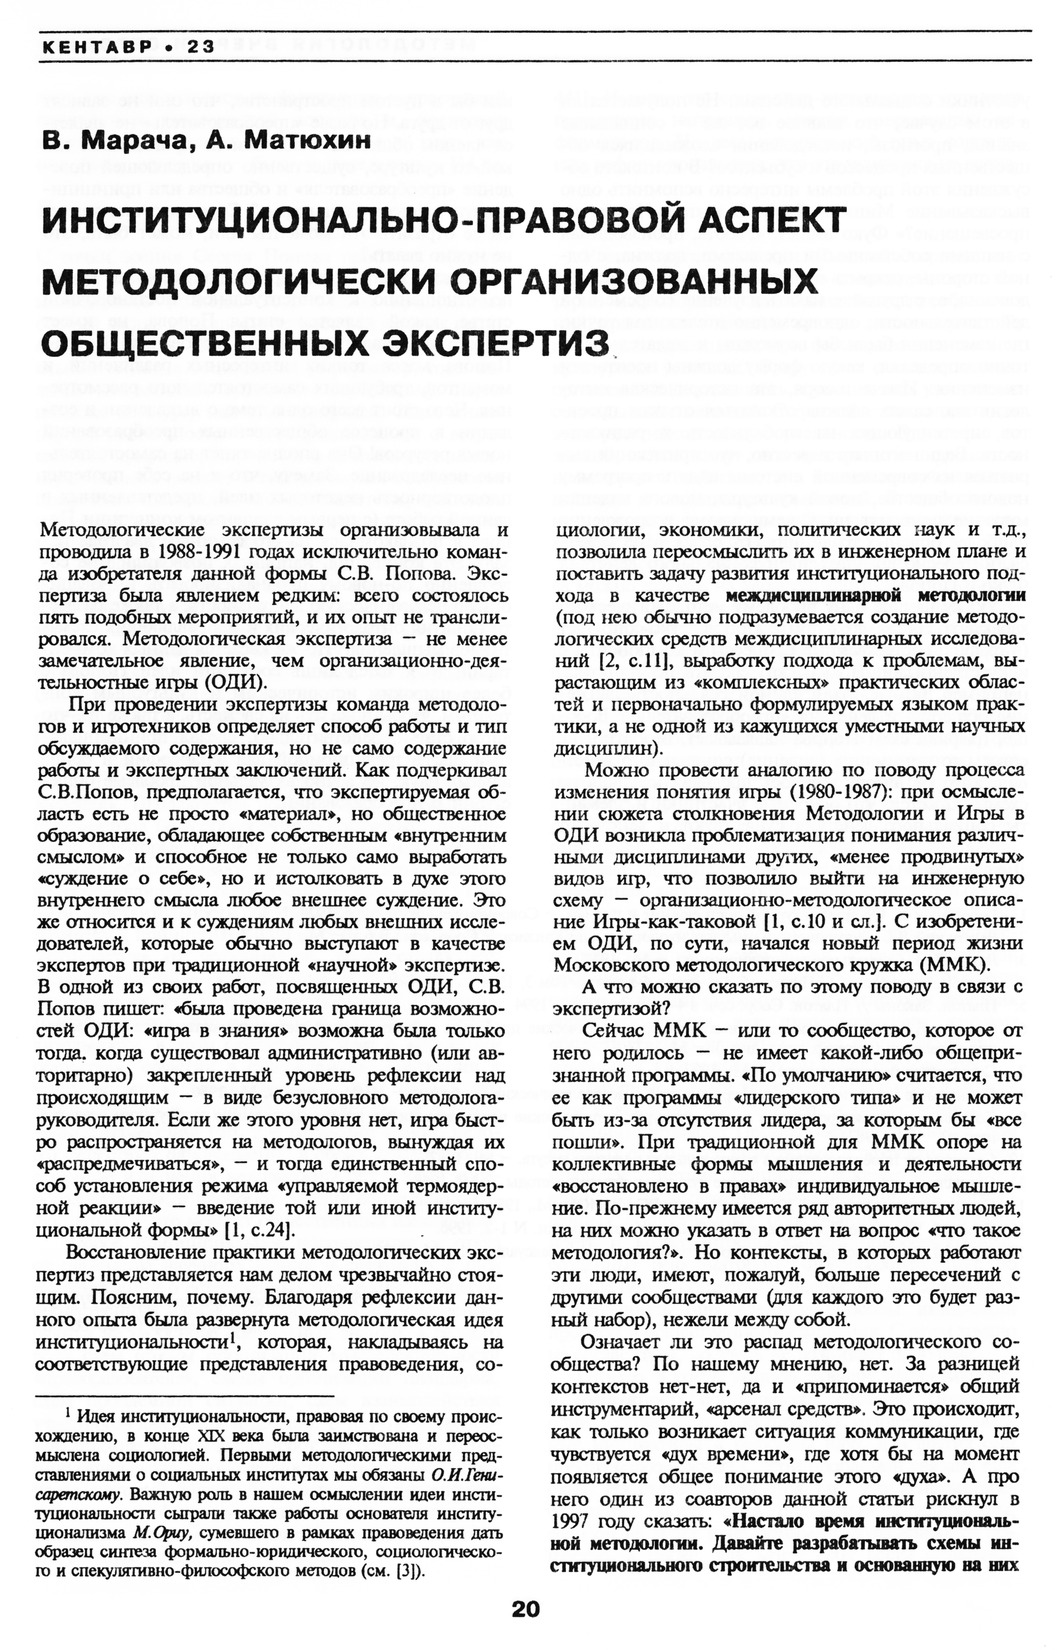 КЕНТАВР • 23
В. Марача, А. Матюхин
ИНСТИТУЦИОНАЛЬНО-ПРАВОВОЙ АСПЕКТ
МЕТОДОЛОГИЧЕСКИ ОРГАНИЗОВАННЫХ
ОБЩЕСТВЕННЫХ ЭКСПЕРТИЗ
Методологические экспертизы организовывала и
проводила в 1988-1991 годах исключительно коман-
да изобретателя данной формы С.В. Попова. Экс-
пертиза была явлением редким: всего состоялось
пять подобных мероприятий, и их опыт не трансли-
ровался. Методологическая экспертиза — не менее
замечательное явление, чем организационно-дея-
тельностные игры (ОДИ).
При проведении экспертизы команда методоло-
гов и игротехников определяет способ работы и тип
обсуждаемого содержания, но не само содержание
работы и экспертных заключений. Как подчеркивал
С.В.Попов, предполагается, что экспертируемая об-
ласть есть не просто «материал», но общественное
образование, обладающее собственным «внутренним
смыслом» и способное не только само выработать
«суждение о себе», но и истолковать в духе этого
внутреннего смысла любое внешнее суждение. Это
же относится и к суждениям любых внешних иссле-
дователей, которые обычно выступают в качестве
экспертов при традиционной «научной» экспертизе.
В одной из своих работ, посвященных ОДИ, С.В.
Попов пишет: «была проведена граница возможно-
стей ОДИ: «игра в знания» возможна была только
тогда, когда существовал административно (или ав-
торитарно) закрепленный уровень рефлексии над
происходящим — в виде безусловного методолога-
руководителя. Если же этого уровня нет, игра быст-
ро распространяется на методологов, вынуждая их
«распредмечиваться», — и тогда единственный спо-
соб установления режима «управляемой термоядер-
ной реакции» — введение той или иной институ-
циональной формы» [1, с.24].
Восстановление практики методологических экс-
пертиз представляется нам делом чрезвычайно стоя-
щим. Поясним, почему. Благодаря рефлексии дан-
ного опыта была развернута методологическая идея
институциональности¹, которая, накладываясь на
соответствующие представления правоведения, со-
¹ Идея институциональности, правовая по своему проис-
хождению, в конце XIX века была заимствована и переос-
мыслена социологией. Первыми методологическими пред-
ставлениями о социальных институтах мы обязаны О.И.Гени-
саретскому. Важную роль в нашем осмыслении идеи инсти-
туциональности сыграли также работы основателя институ-
ционализма М.Ориу, сумевшего в рамках правоведения дать
образец синтеза формально-юридического, социологическо-
го и спекулятивно-философского методов (см. [3]).
циологии, экономики, политических наук и т.д.,
позволила переосмыслить их в инженерном плане и
поставить задачу развития институционального под-
хода в качестве междисциплинарной методологии
(под нею обычно подразумевается создание методо-
логических средств междисциплинарных исследова-
ний [2, с.11], выработку подхода к проблемам, вы-
растающим из «комплексных» практических облас-
тей и первоначально формулируемых языком прак-
тики, а не одной из кажущихся уместными научных
дисциплин).
Можно провести аналогию по поводу процесса
изменения понятия игры (1980-1987): при осмысле-
нии сюжета столкновения Методологии и Игры в
ОДИ возникла проблематизация понимания различ-
ными дисциплинами других, «менее продвинутых»
видов игр, что позволило выйти на инженерную
схему — организационно-методологическое описа-
ние Игры-как-таковой [1, с.10 и сл.]. С изобретени-
ем ОДИ, по сути, начался новый период жизни
Московского методологического кружка (ММК).
А что можно сказать по этому поводу в связи с
экспертизой?
Сейчас ММК — или то сообщество, которое от
него родилось — не имеет какой-либо общепри-
знанной программы. «По умолчанию» считается, что
ее как программы «лидерского типа» и не может
быть из-за отсутствия лидера, за которым бы «все
пошли». При традиционной для ММК опоре на
коллективные формы мышления и деятельности
«восстановлено в правах» индивидуальное мышле-
ние. По-прежнему имеется ряд авторитетных людей,
на них можно указать в ответ на вопрос «что такое
методология?». Но контексты, в которых работают
эти люди, имеют, пожалуй, больше пересечений с
другими сообществами (для каждого это будет раз-
ный набор), нежели между собой.
Означает ли это распад методологического со-
общества? По нашему мнению, нет. За разницей
контекстов нет-нет, да и «припоминается» общий
инструментарий, «арсенал средств». Это происходит,
как только возникает ситуация коммуникации, где
чувствуется «дух времени», где хотя бы на момент
появляется общее понимание этого «духа». А про
него один из соавторов данной статьи рискнул в
1997 году сказать: «Настало время институциональ-
ной методологии. Давайте разрабатывать схемы ин-
ституционального строительства и основанную на них
20